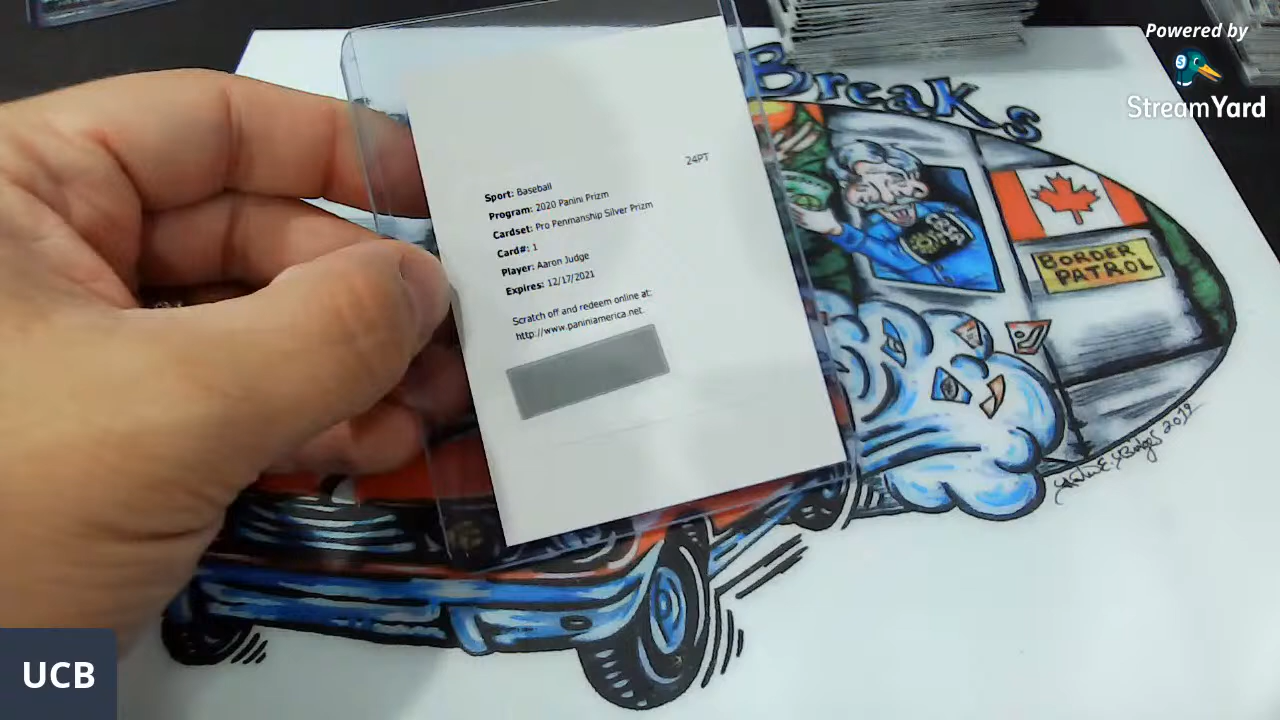 Powered by
StreamYard
Breaks
24PT
Sport: Baseball
Program: 2020 Panini Prizm
Cardset: Pro Penmanship Silver Prizm
Card#: 1
Player: Aaron Judge
Expires: 12/17/2021
Scratch off and redeem online at:
http://www.paniniamerica.net
BORDER
PATROL
2019
UCB